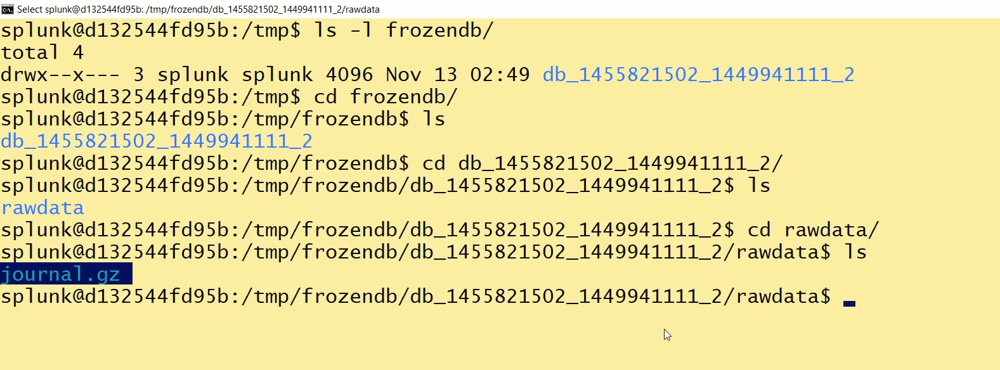 Select splunk@d132544fd95b: /tmp/frozendb/db_1455821502_1449941111_2/rawdata
splunk@d132544fd95b:/tmp$ ls -l frozendb/
total 4
drwx--x--- 3 splunk splunk 4096 Nov 13 02:49 db_1455821502_1449941111_2
splunk@d132544fd95b:/tmp$ cd frozendb/
splunk@d132544fd95b:/tmp/frozendb$ ls
db_1455821502_1449941111_2
splunk@d132544fd95b:/tmp/frozendb$ cd db_1455821502_1449941111_2/
splunk@d132544fd95b:/tmp/frozendb/db_1455821502_1449941111_2$ ls
rawdata
splunk@d132544fd95b:/tmp/frozendb/db_1455821502_1449941111_2$ cd rawdata/
splunk@d132544fd95b:/tmp/frozendb/db_1455821502_1449941111_2/rawdata$ ls
journal.gz
splunk@d132544fd95b:/tmp/frozendb/db_1455821502_1449941111_2/rawdata$